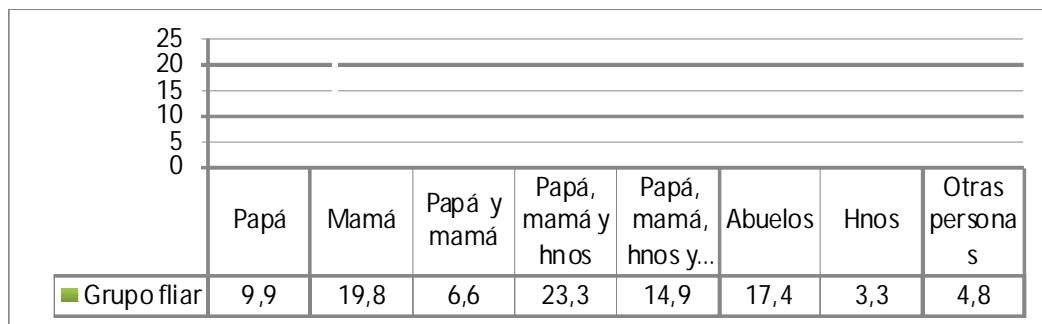 25
20
15
10
5
0
Papá
Mamá
Papá y
mamá
Papá,
mamá y
hnos
Papá,
mamá,
hnos y...
Abuelos
Hnos
Otras
persona
s
Grupo fliar 9,9 19,8 6,6 23,3 14,9 17,4 3,3 4,8